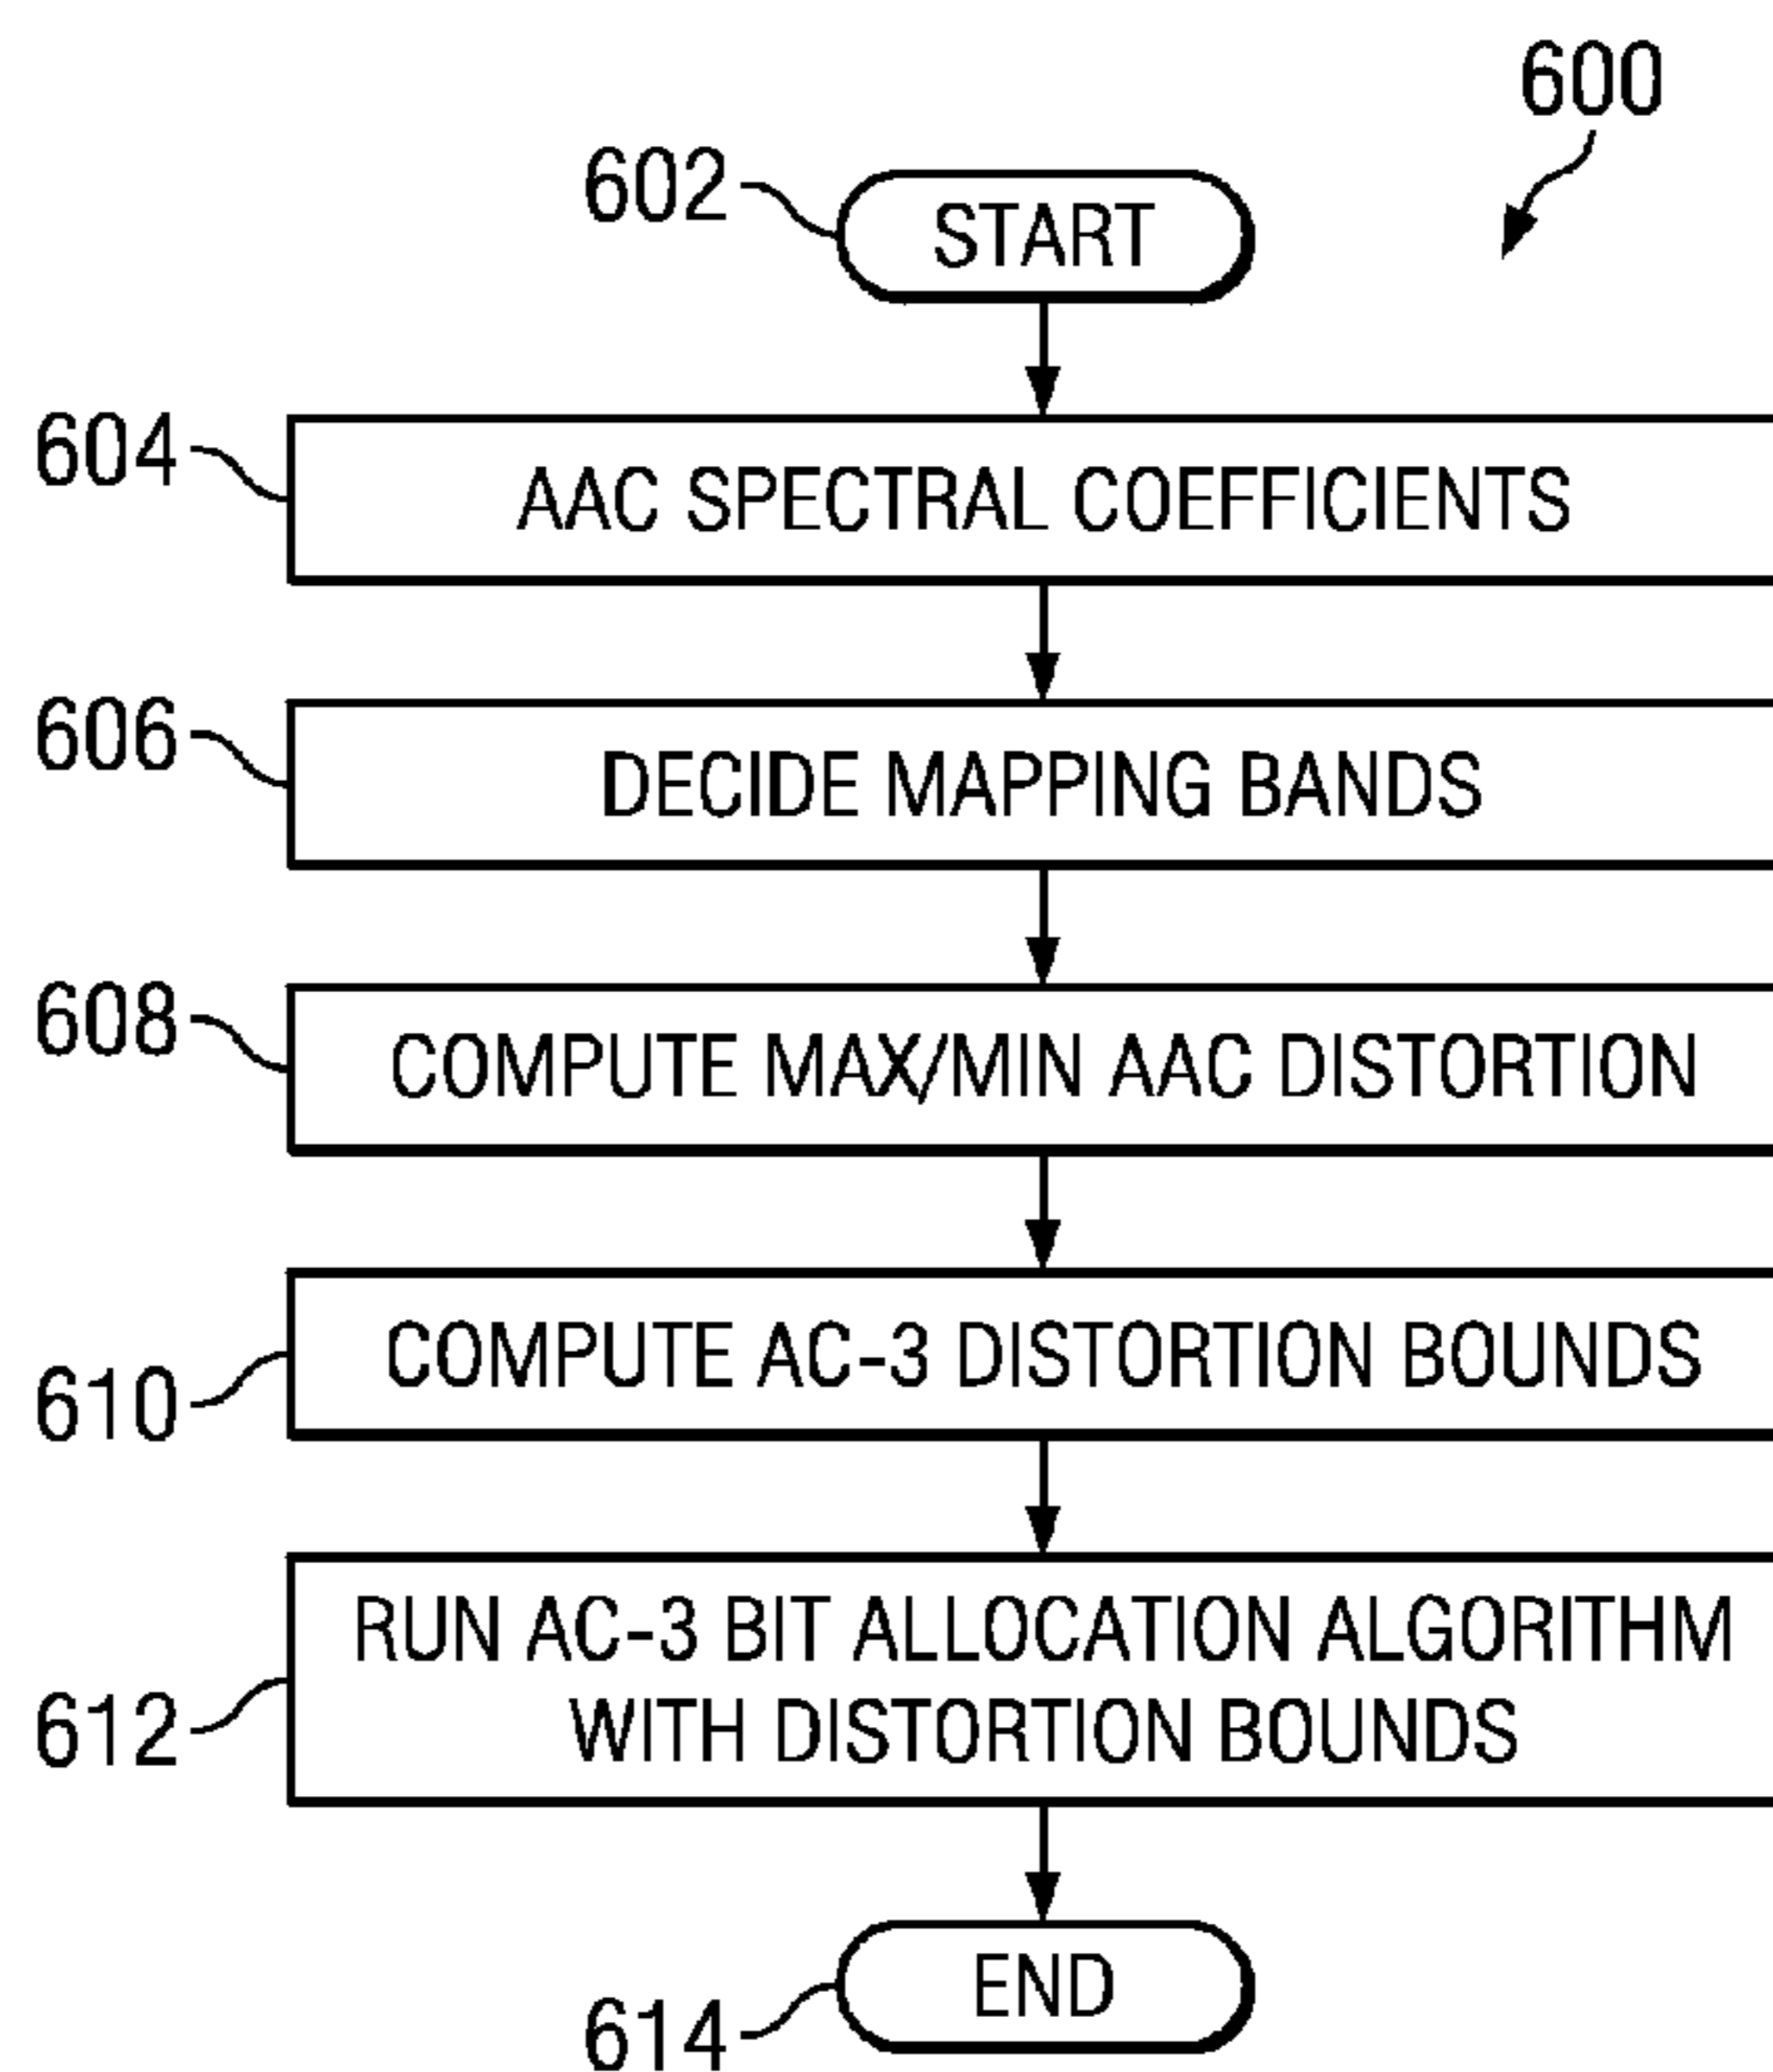 600
602
START
604
AAC SPECTRAL COEFFICIENTS
606
DECIDE MAPPING BANDS
608
COMPUTE MAX/MIN AAC DISTORTION
COMPUTE AC-3 DISTORTION BOUNDS
610
RUN AC-3 BIT ALLOCATION ALGORITHM
WITH DISTORTION BOUNDS
612
END
614